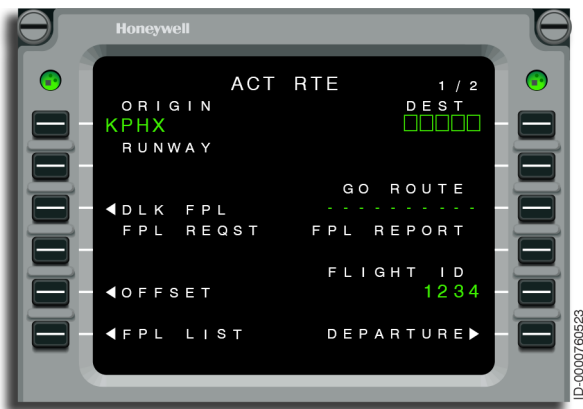 Honeywell
ACT RTE 1 / 2
ORIGIN DEST
KPHX □□□□□
RUNWAY
GO ROUTE
◀DLK FPL - - - - - - - - - -
FPL REQST FPL REPORT
FLIGHT ID
◀OFFSET 1234
◀FPL LIST DEPARTURE▶
ID-0000760523